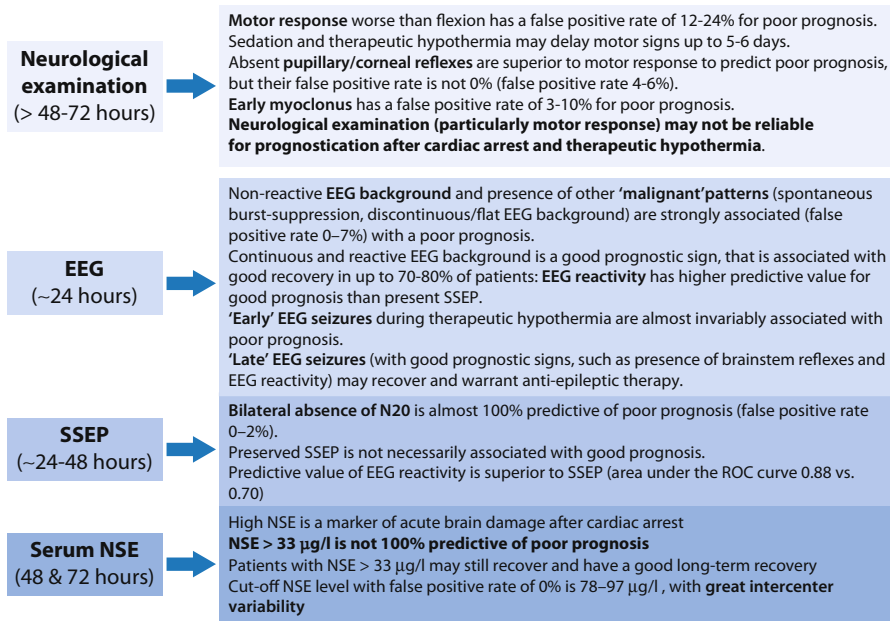 Neurological
examination
(> 48-72 hours)
Motor response worse than flexion has a false positive rate of 12-24% for poor prognosis.
Sedation and therapeutic hypothermia may delay motor signs up to 5-6 days.
Absent pupillary/corneal reflexes are superior to motor response to predict poor prognosis,
but their false positive rate is not 0% (false positive rate 4-6%).
Early myoclonus has a false positive rate of 3-10% for poor prognosis.
Neurological examination (particularly motor response) may not be reliable
for prognostication after cardiac arrest and therapeutic hypothermia.
EEG
(~24 hours)
Non-reactive EEG background and presence of other ‘malignant’patterns (spontaneous
burst-suppression, discontinuous/flat EEG background) are strongly associated (false
positive rate 0–7%) with a poor prognosis.
Continuous and reactive EEG background is a good prognostic sign, that is associated with
good recovery in up to 70-80% of patients: EEG reactivity has higher predictive value for
good prognosis than present SSEP.
‘Early’ EEG seizures during therapeutic hypothermia are almost invariably associated with
poor prognosis.
‘Late’ EEG seizures (with good prognostic signs, such as presence of brainstem reflexes and
EEG reactivity) may recover and warrant anti-epileptic therapy.
SSEP
(~24-48 hours)
Bilateral absence of N20 is almost 100% predictive of poor prognosis (false positive rate
0–2%).
Preserved SSEP is not necessarily associated with good prognosis.
Predictive value of EEG reactivity is superior to SSEP (area under the ROC curve 0.88 vs.
0.70)
Serum NSE
(48 & 72 hours)
High NSE is a marker of acute brain damage after cardiac arrest
NSE > 33 µg/l is not 100% predictive of poor prognosis
Patients with NSE > 33 µg/l may still recover and have a good long-term recovery
Cut-off NSE level with false positive rate of 0% is 78–97 µg/l , with great intercenter
variability